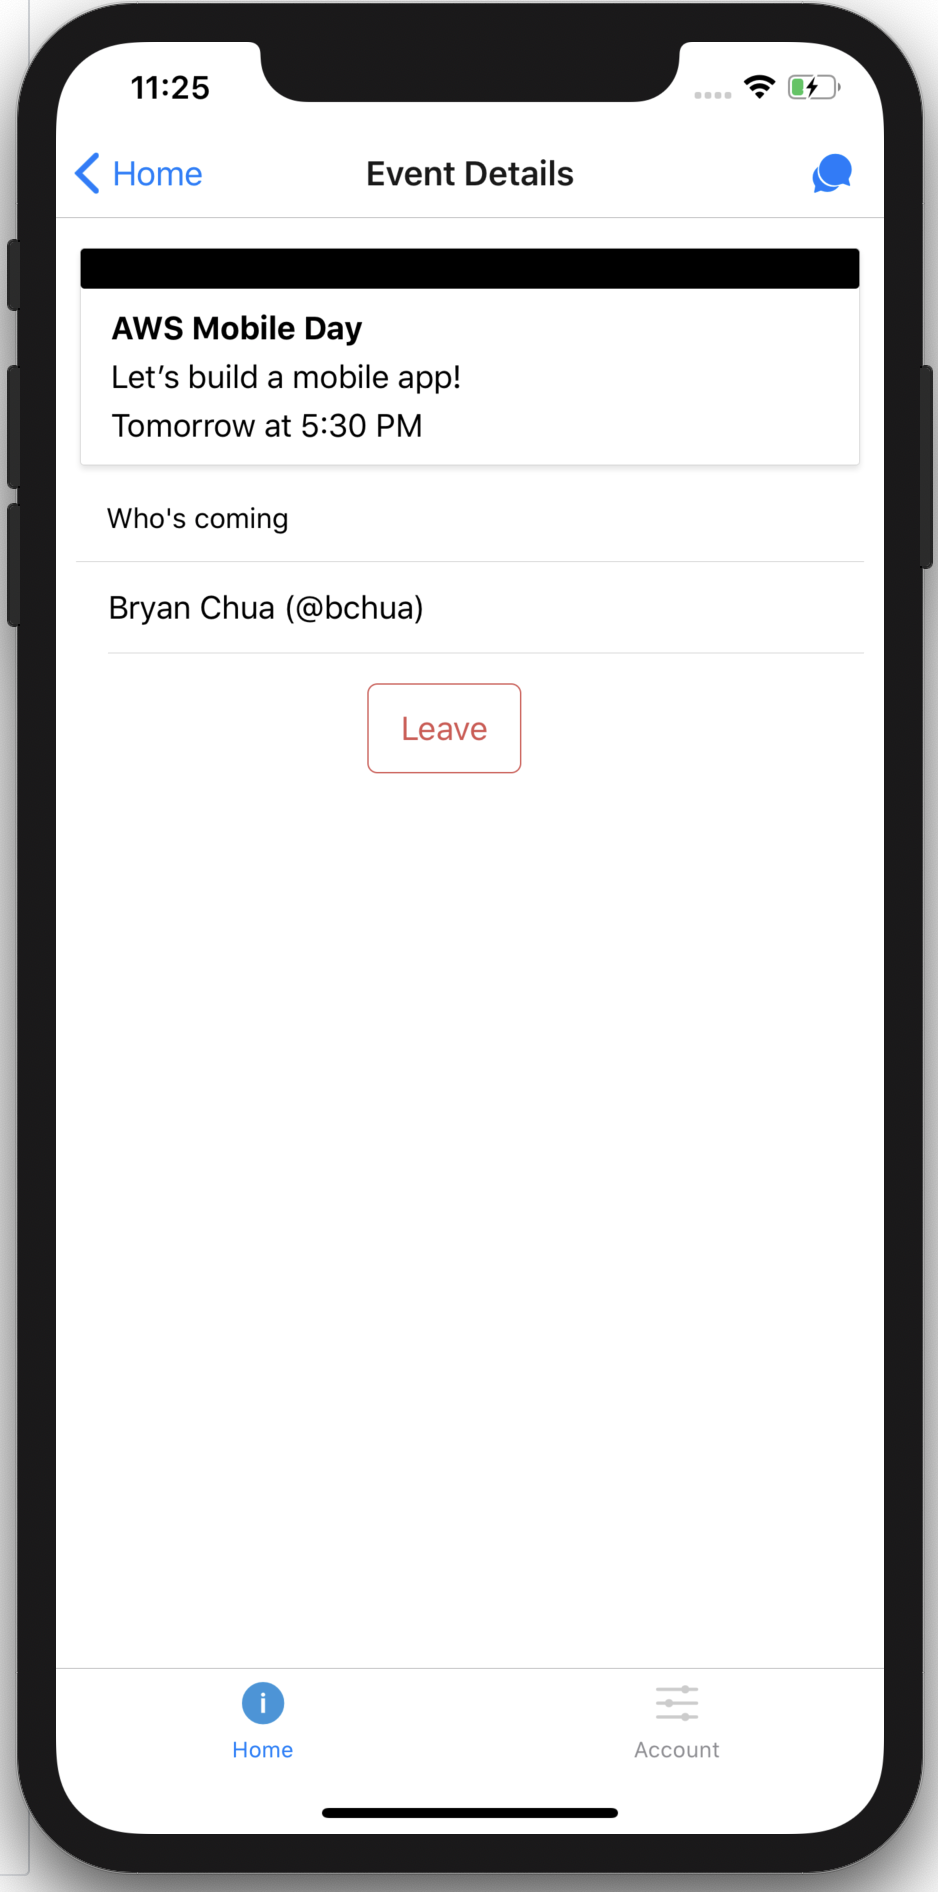 11:25
Home
Event Details
AWS Mobile Day
Let’s build a mobile app!
Tomorrow at 5:30 PM
Who's coming
Bryan Chua (@bchua)
Leave
Home
Account